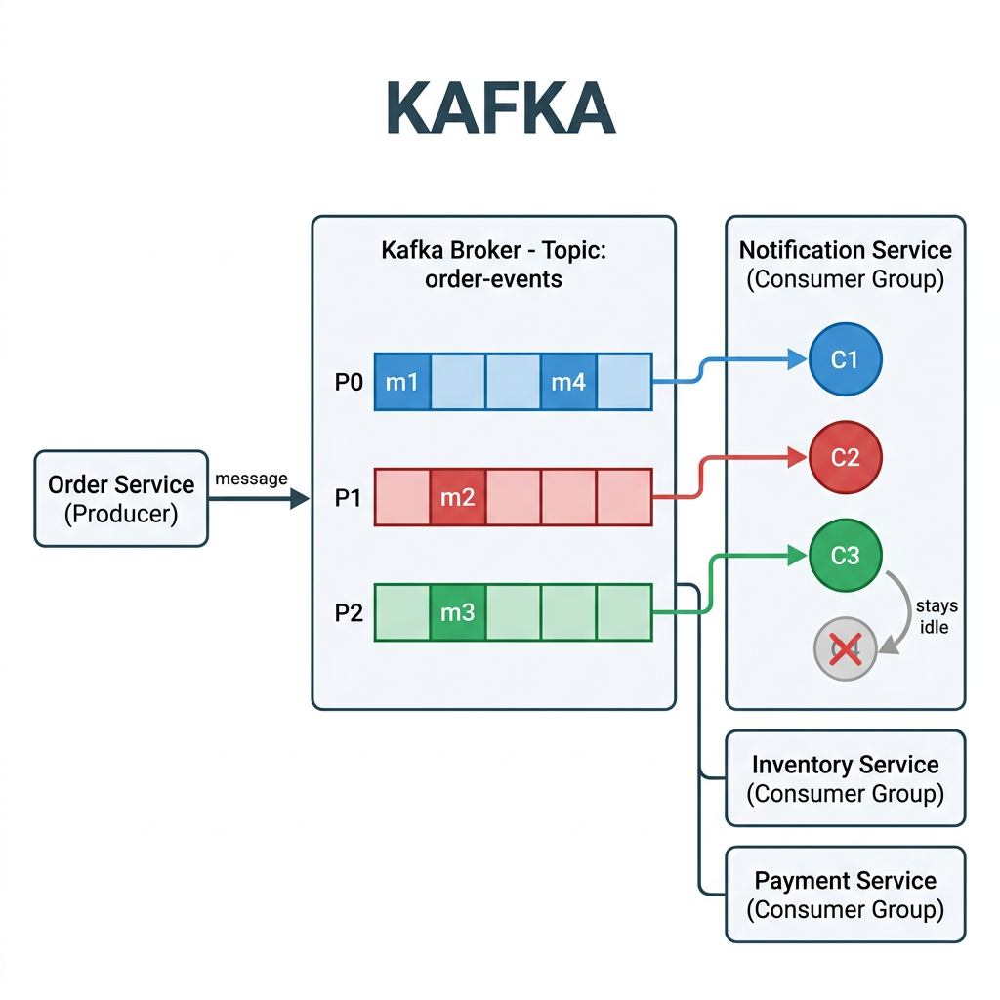 KAFKA
Kafka Broker - Topic:
order-events
P0
m1
m4
P1
m2
P2
m3
Order Service
(Producer)
message
Notification Service
(Consumer Group)
C1
C2
C3
stays
idle
Inventory Service
(Consumer Group)
Payment Service
(Consumer Group)